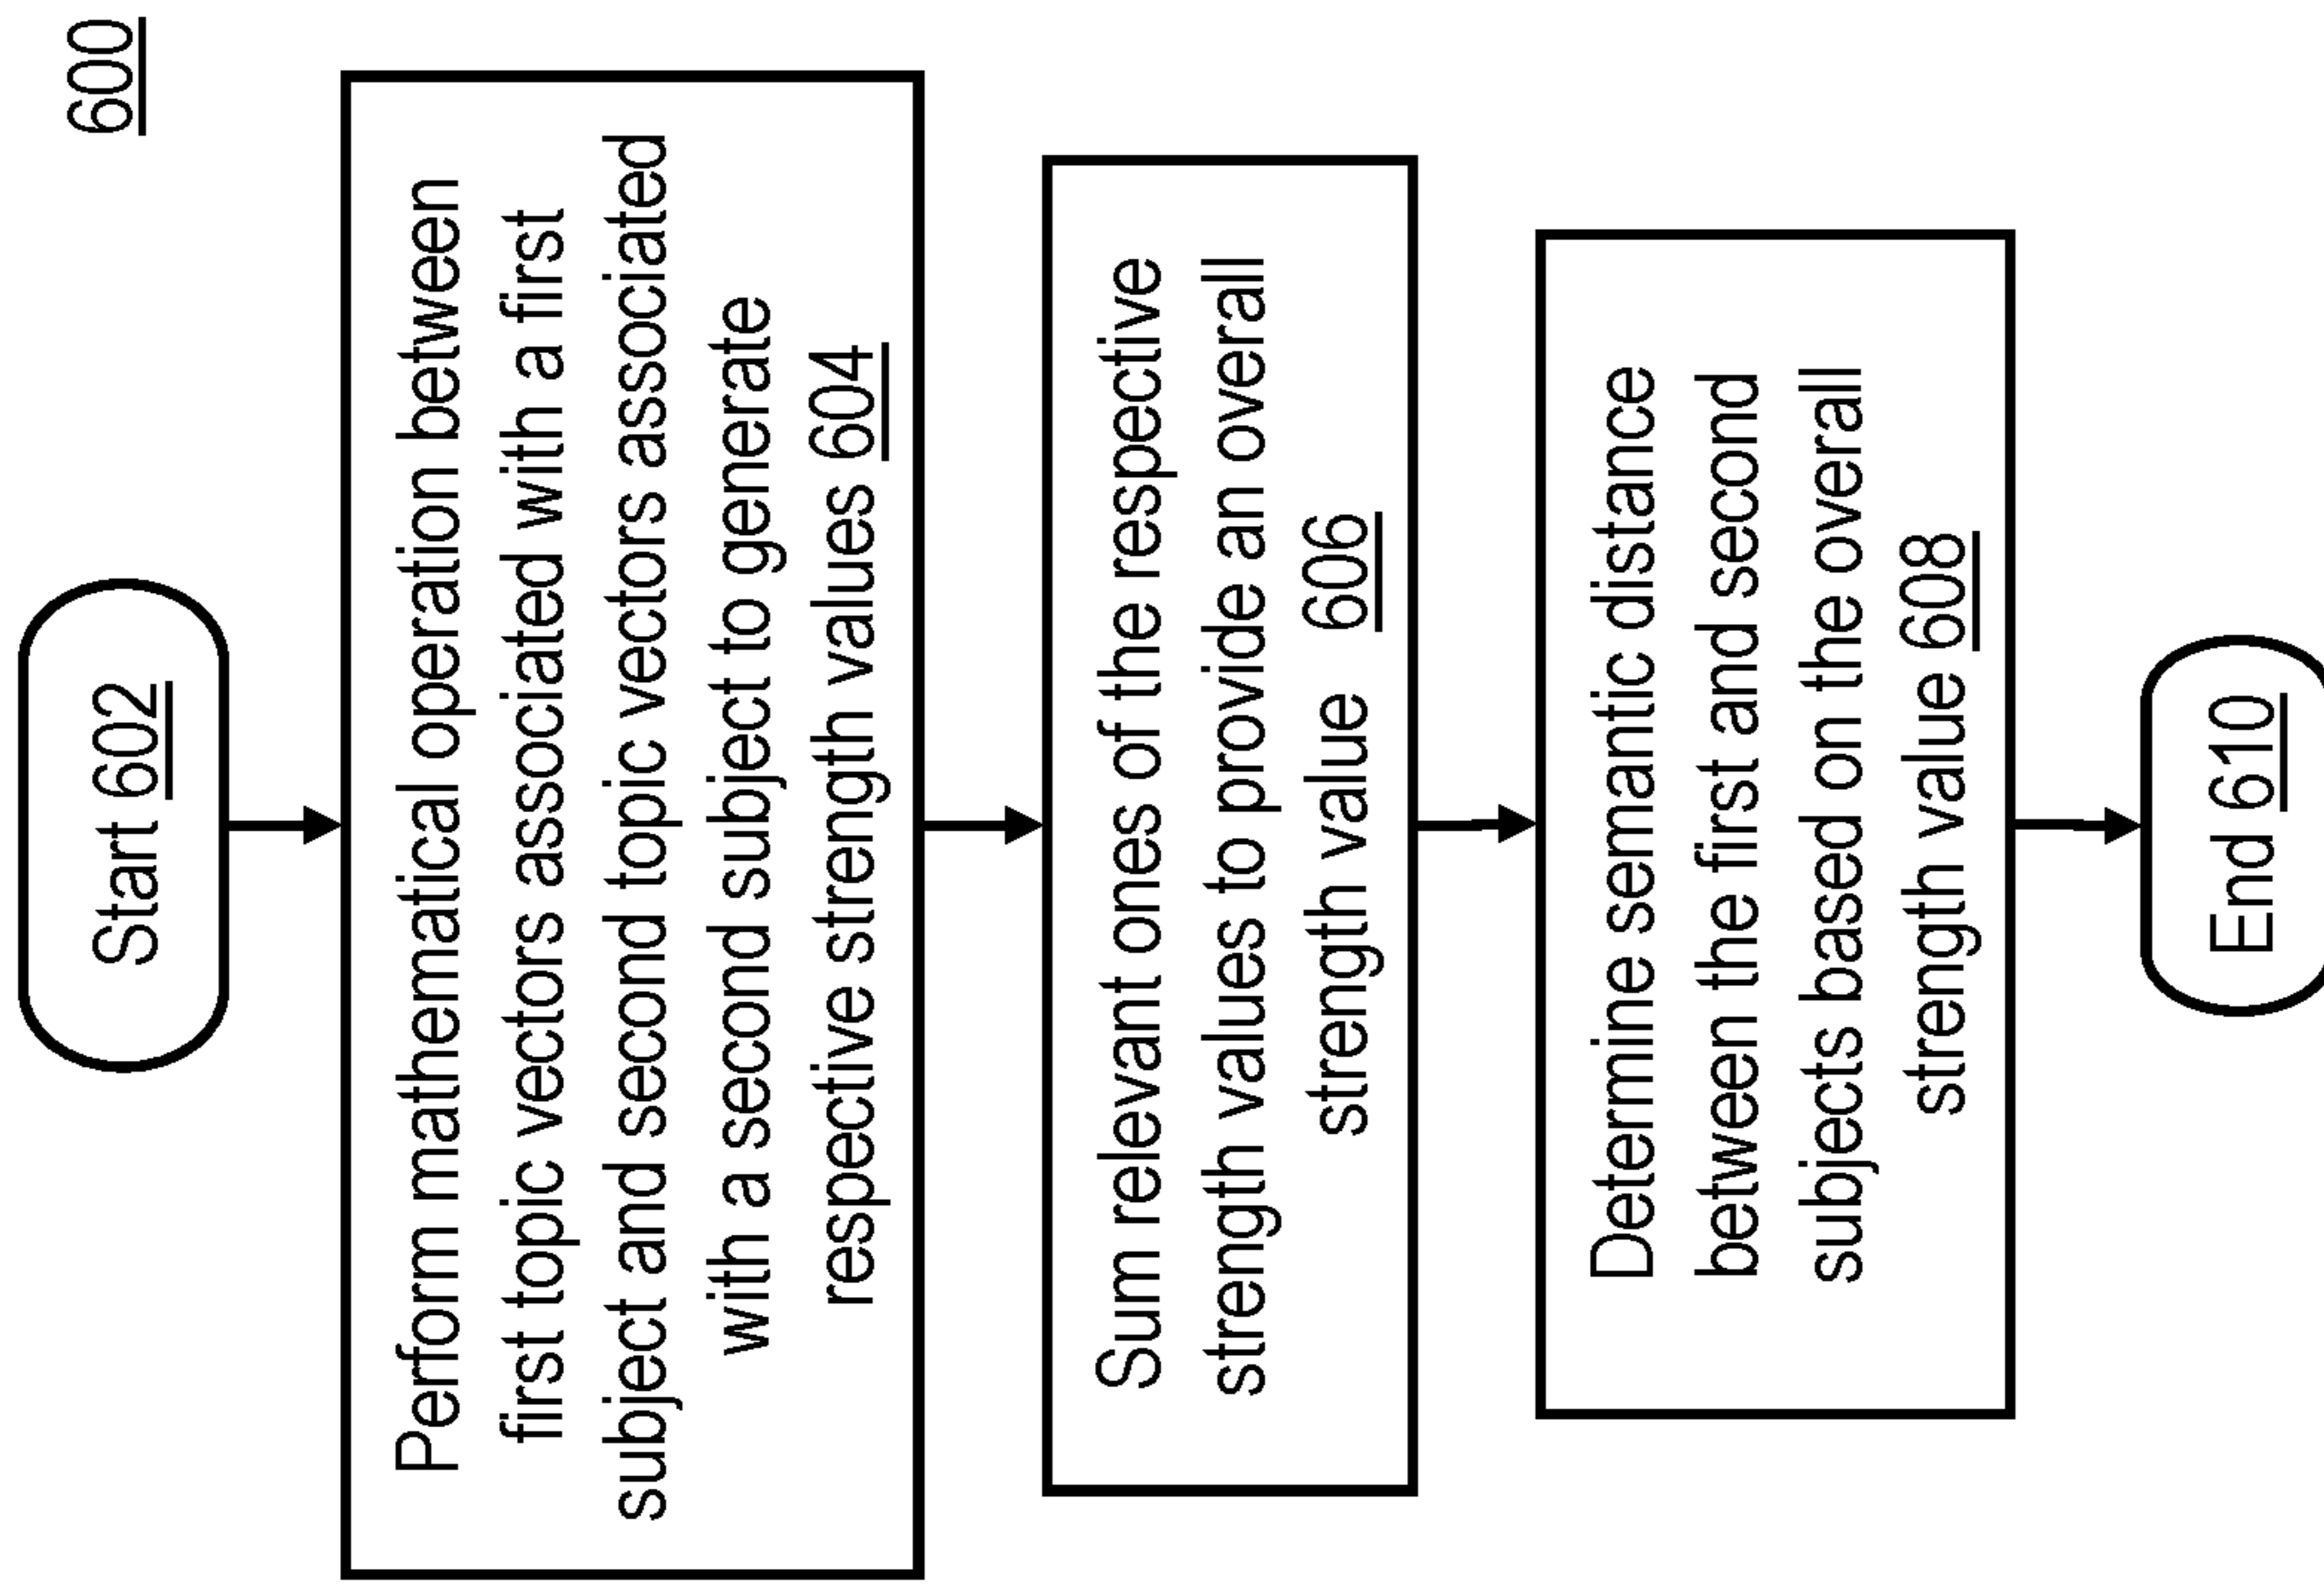 600
Start 602
Perform mathematical operation between
first topic vectors associated with a first
subject and second topic vectors associated
with a second subject to generate
respective strength values 604
Sum relevant ones of the respective
strength values to provide an overall
strength value 606
Determine semantic distance
between the first and second
subjects based on the overall
strength value 608
End 610